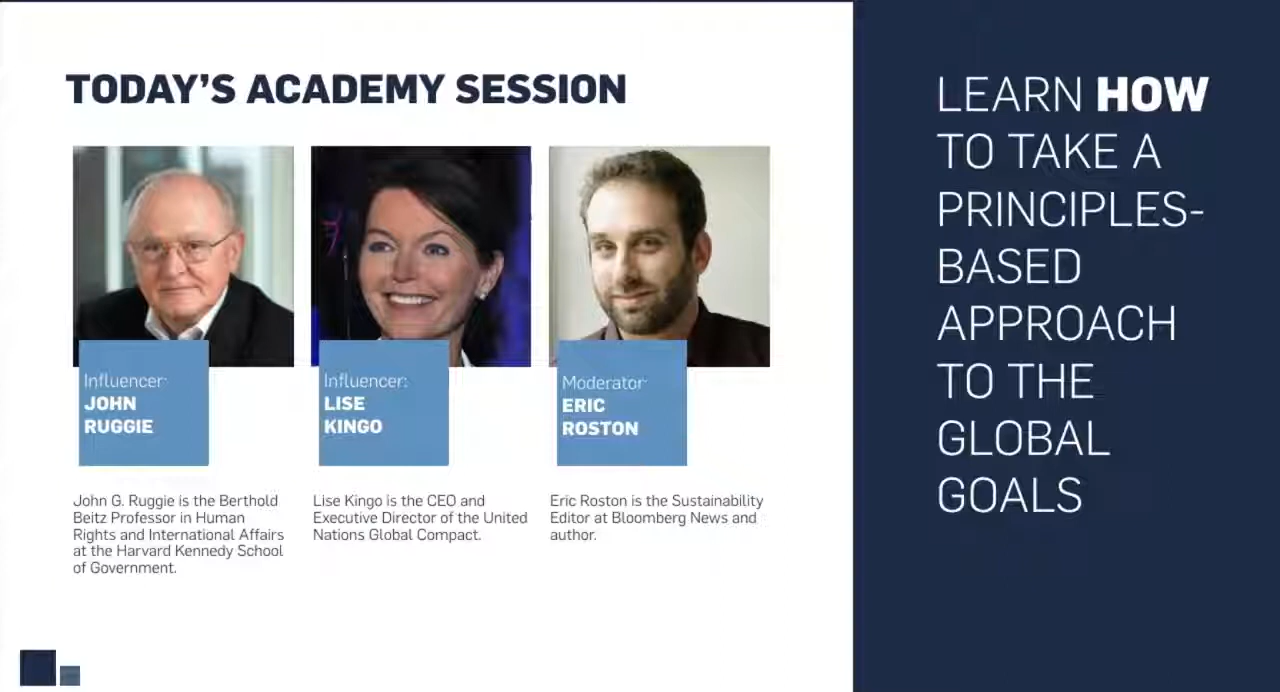 TODAY'S ACADEMY SESSION
Influencer:
JOHN
RUGGIE
John G. Ruggie is the Berthold
Beitz Professor in Human
Rights and International Affairs
at the Harvard Kennedy School
of Government.
Influencer:
LISE
KINGO
Lise Kingo is the CEO and
Executive Director of the United
Nations Global Compact.
Moderator:
ERIC
ROSTON
Eric Roston is the Sustainability
Editor at Bloomberg News and
author.
LEARN HOW
TO TAKE A
PRINCIPLES-
BASED
APPROACH
TO THE
GLOBAL
GOALS